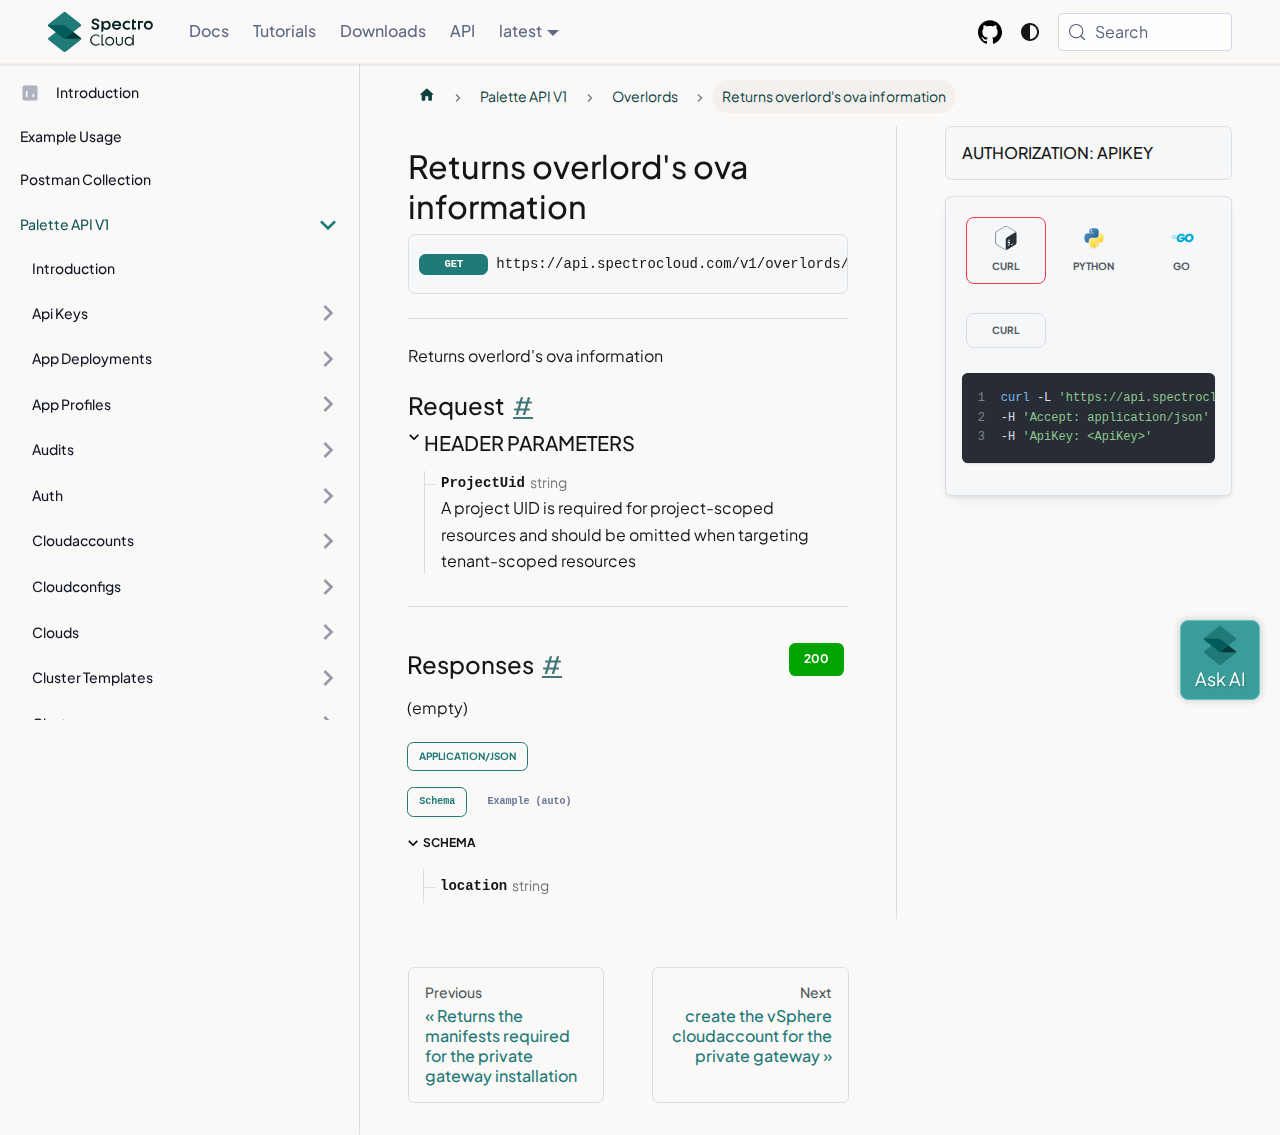 Spectro Cloud
Docs
Tutorials
Downloads
API
latest
Search
Introduction
Example Usage
Postman Collection
Palette API V1
Introduction
Api Keys
App Deployments
App Profiles
Audits
Auth
Cloudaccounts
Cloudconfigs
Clouds
Cluster Templates
Palette API V1
Overlords
Returns overlord's ova information
Returns overlord's ova
information
GET https://api.spectrocloud.com/v1/overlords/
Returns overlord's ova information
Request #
HEADER PARAMETERS
ProjectUid string
A project UID is required for project-scoped
resources and should be omitted when targeting
tenant-scoped resources
Responses #
200
(empty)
APPLICATION/JSON
Schema
Example (auto)
SCHEMA
location string
Previous
« Returns the
manifests required
for the private
gateway installation
Next
create the vSphere
cloudaccount for the
private gateway »
AUTHORIZATION: APIKEY
CURL
PYTHON
GO
CURL
1 curl -L 'https://api.spectrocl
2 -H 'Accept: application/json'
3 -H 'ApiKey: <ApiKey>'
Ask AI